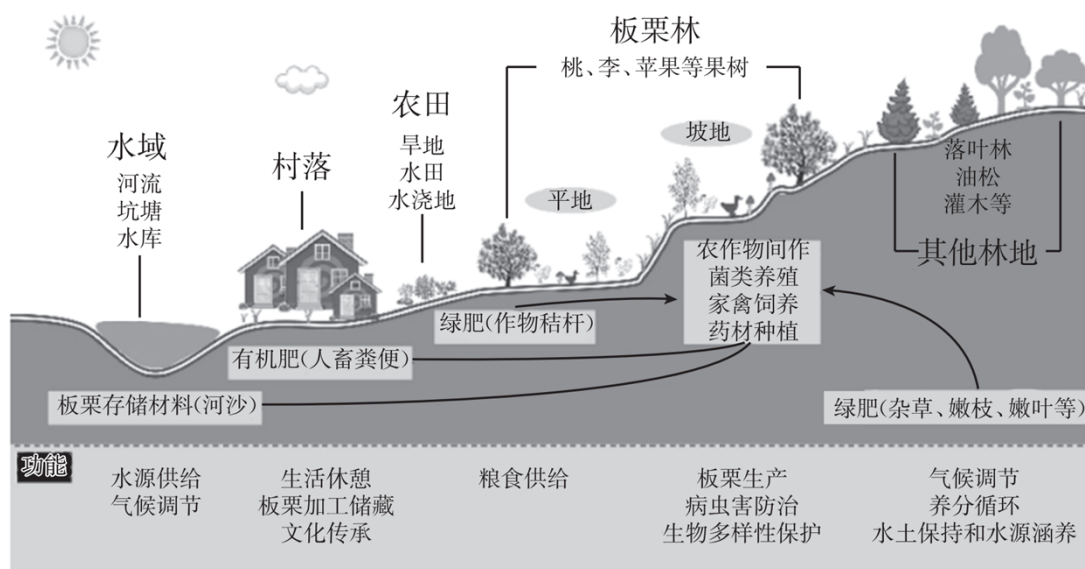 板栗林
桃、李、苹果等果树
农田
旱地
水田
水浇地
水域
河流
坑塘
水库
村落
平地
坡地
落叶林
油松
灌木等
其他林地
农作物间作
菌类养殖
家禽饲养
药材种植
绿肥(作物秸杆)
有机肥(人畜粪便)
板栗存储材料(河沙)
绿肥(杂草、嫩枝、嫩叶等)
功能
水源供给
气候调节
生活休憩
板栗加工储藏
文化传承
粮食供给
板栗生产
病虫害防治
生物多样性保护
气候调节
养分循环
水土保持和水源涵养